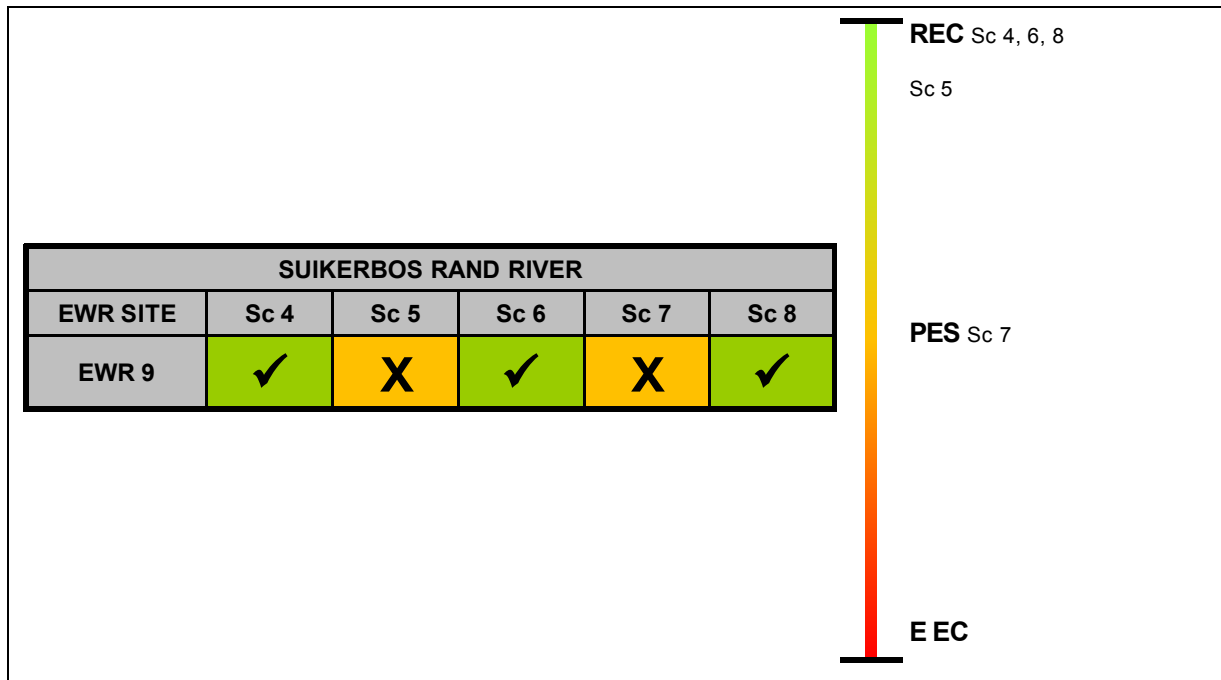 REC Sc 4, 6, 8
Sc 5
SUIKERBOS RAND RIVER
EWR SITE Sc 4 Sc 5 Sc 6 Sc 7 Sc 8
EWR 9 ✓ X ✓ X ✓
PES Sc 7
E EC